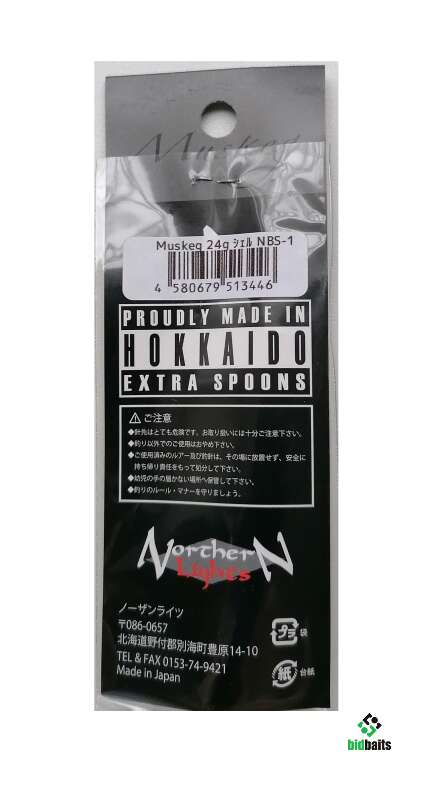 Muskeg
Muskeg 24g ｼｪﾙ NBS-1
4 580679 513446
PROUDLY MADE IN
HOKKAIDO
EXTRA SPOONS
ご注意
◆針先はとても危険です。お取り扱いには十分ご注意下さい。
◆釣り以外でのご使用はおやめ下さい。
◆ご使用済みのルアー及び釣針は、その場に放置せず、安全に
持ち帰り責任をもって処分して下さい。
◆幼児の手の届かない場所へ保管して下さい。
◆釣りのルール・マナーを守りましょう。
NortherN
Lights
ノーザンライツ
〒086-0657
北海道野付郡別海町豊原14-10
TEL & FAX 0153-74-9421
Made in Japan
プラ 袋
紙 台紙
bidbaits